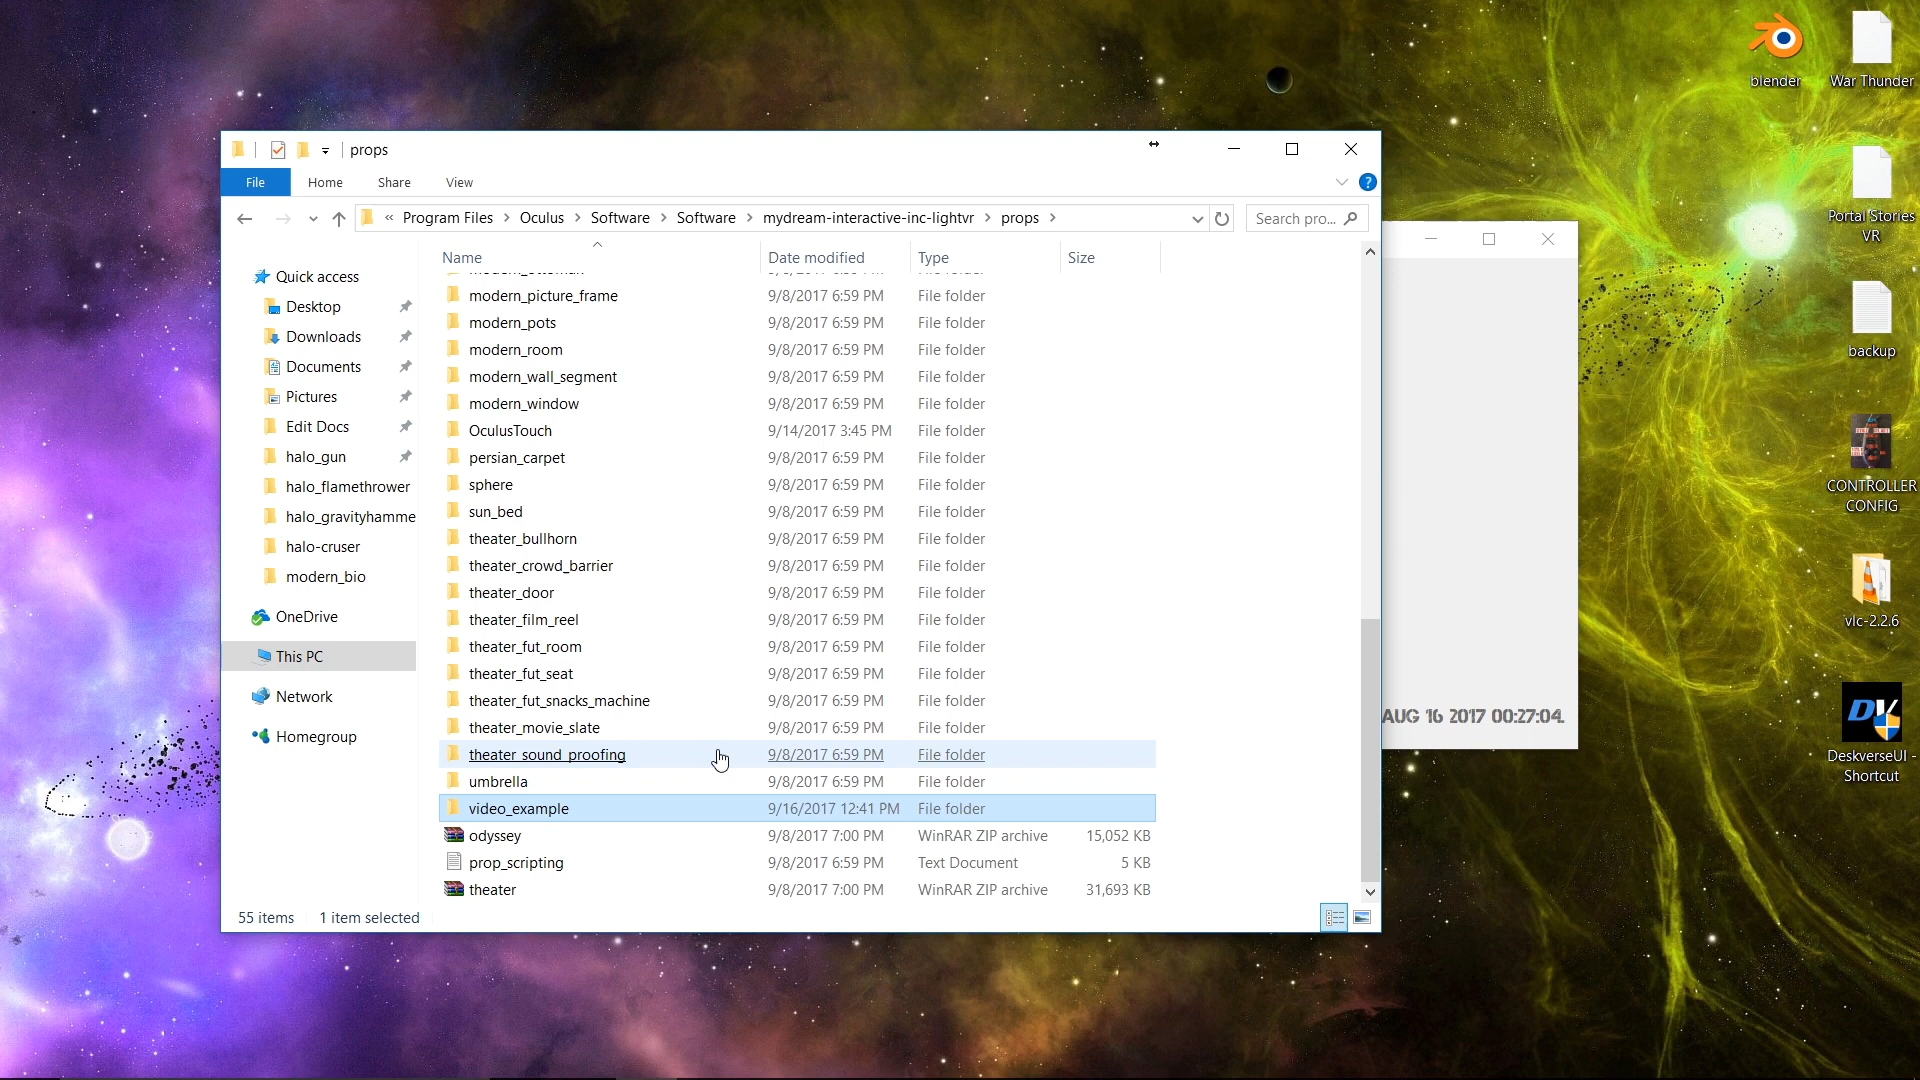 blender
War Thunder
Portal Stories
VR
backup
CONTROLLER
CONFIG
vlc-2.2.6
DeskverseUI -
Shortcut
props
File
Home
Share
View
« Program Files > Oculus > Software > Software > mydream-interactive-inc-lightvr > props >
Search pro...
Quick access
Desktop
Downloads
Documents
Pictures
Edit Docs
halo_gun
halo_flamethrower
halo_gravityhamme
halo-cruser
modern_bio
OneDrive
This PC
Network
Homegroup
Name Date modified Type Size
modern_picture_frame 9/8/2017 6:59 PM File folder
modern_pots 9/8/2017 6:59 PM File folder
modern_room 9/8/2017 6:59 PM File folder
modern_wall_segment 9/8/2017 6:59 PM File folder
modern_window 9/8/2017 6:59 PM File folder
OculusTouch 9/14/2017 3:45 PM File folder
persian_carpet 9/8/2017 6:59 PM File folder
sphere 9/8/2017 6:59 PM File folder
sun_bed 9/8/2017 6:59 PM File folder
theater_bullhorn 9/8/2017 6:59 PM File folder
theater_crowd_barrier 9/8/2017 6:59 PM File folder
theater_door 9/8/2017 6:59 PM File folder
theater_film_reel 9/8/2017 6:59 PM File folder
theater_fut_room 9/8/2017 6:59 PM File folder
theater_fut_seat 9/8/2017 6:59 PM File folder
theater_fut_snacks_machine 9/8/2017 6:59 PM File folder
theater_movie_slate 9/8/2017 6:59 PM File folder
theater_sound_proofing 9/8/2017 6:59 PM File folder
umbrella 9/8/2017 6:59 PM File folder
video_example 9/16/2017 12:41 PM File folder
odyssey 9/8/2017 7:00 PM WinRAR ZIP archive 15,052 KB
prop_scripting 9/8/2017 6:59 PM Text Document 5 KB
theater 9/8/2017 7:00 PM WinRAR ZIP archive 31,693 KB
55 items 1 item selected
AUG 16 2017 00:27:04.